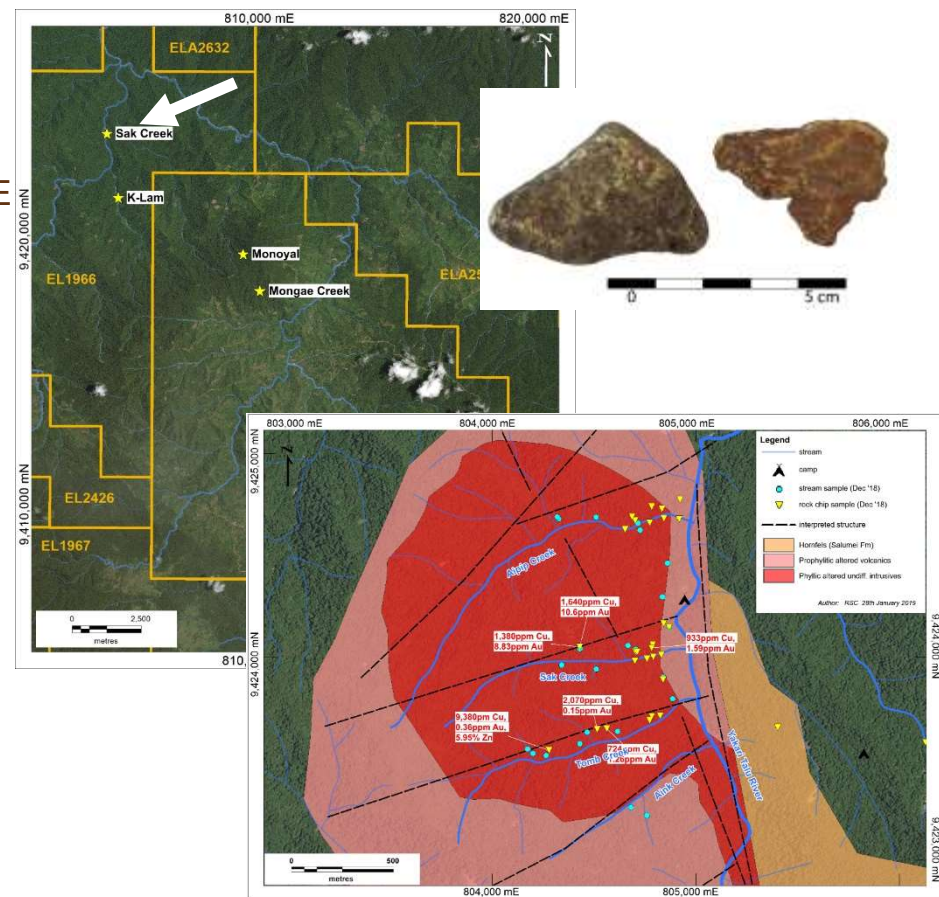 810,000 mE
820,000 mE
ELA2632
N
Sak Creek
K-Lam
9,420,000 mN
Monoyal
EL1966
ELA25
Mongae Creek
9,410,000 mN
EL2426
EL1967
0 2,500
metres
810,
0 5 cm
803,000 mE
804,000 mE
805,000 mE
806,000 mE
9,425,000 mN
N
Legend
stream
camp
stream sample (Dec '18)
rock chip sample (Dec '18)
interpreted structure
Hornfels (Salumei Fm)
Prophylitic altered volcanics
Phyllic altered undiff. intrusives
Author: RSC 28th January 2019
Aipip Creek
1,640ppm Cu,
10.6ppm Au
1,380ppm Cu,
8.83ppm Au
933ppm Cu,
1.59ppm Au
9,424,000 mN
9,424,000 mN
Sak Creek
2,070ppm Cu,
0.15ppm Au
9,380pm Cu,
0.36ppm Au,
5.95% Zn
724ppm Cu,
Tomb Creek
Aink Creek
9,423,000 mN
0 500
metres
804,000 mE
805,000 mE